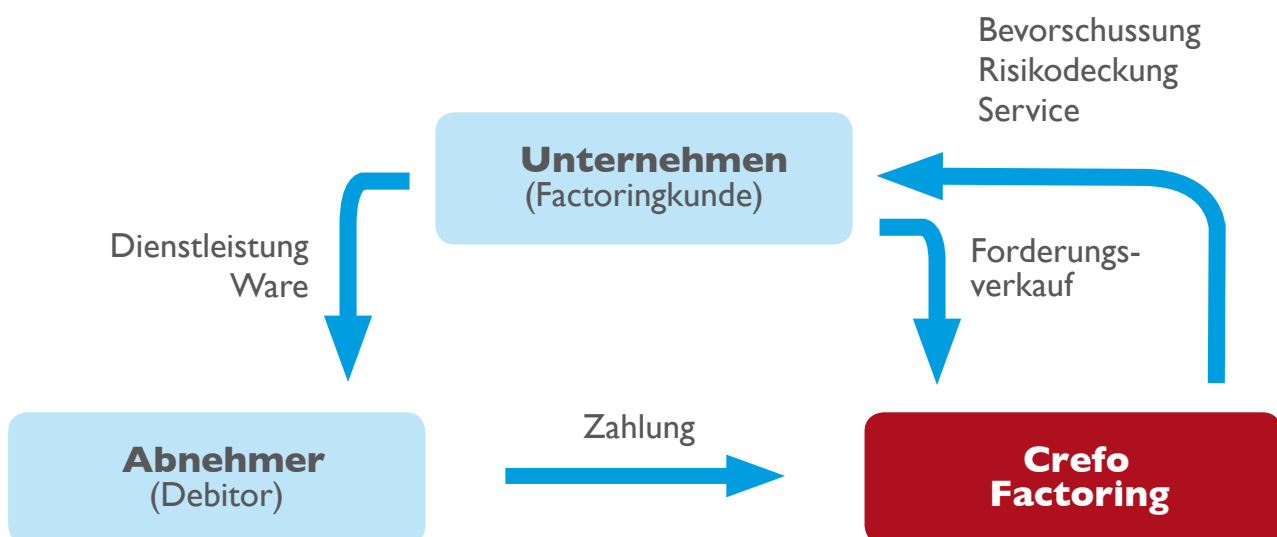 Bevorschussung
Risikodeckung
Service
Unternehmen
(Factoringkunde)
Dienstleistung
Ware
Forderungs-
verkauf
Abnehmer
(Debitor)
Zahlung
Crefo
Factoring